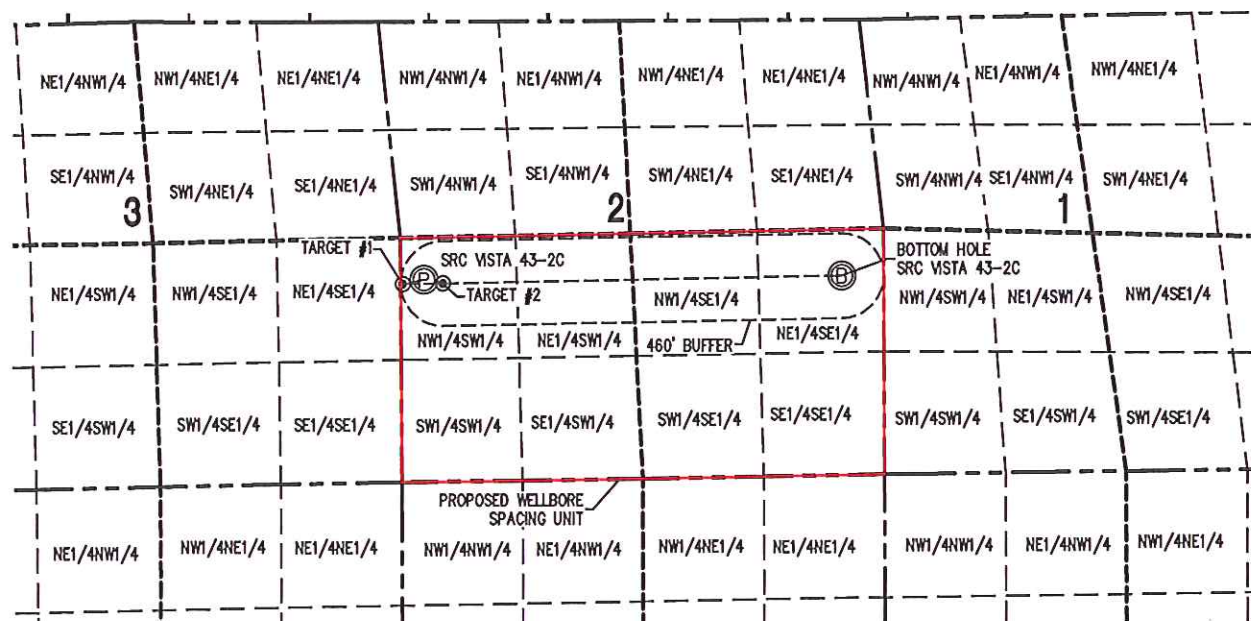 NE1/4NW1/4 NW1/4NE1/4 NE1/4NE1/4 NW1/4NW1/4 NE1/4NW1/4 NW1/4NE1/4 NE1/4NE1/4 NW1/4NW1/4 NE1/4NW1/4 NW1/4NE1/4
SE1/4NW1/4 SW1/4NE1/4 SE1/4NE1/4 SW1/4NW1/4 SE1/4NW1/4 SW1/4NE1/4 SE1/4NE1/4 SW1/4NW1/4 SE1/4NW1/4 SW1/4NE1/4
3 2 1
TARGET #1
SRC VISTA 43-2C
BOTTOM HOLE
SRC VISTA 43-2C
P
B
TARGET #2
NE1/4SW1/4 NW1/4SE1/4 NE1/4SE1/4 NW1/4SE1/4 NW1/4SW1/4 NE1/4SW1/4 NW1/4SE1/4
NW1/4SW1/4 NE1/4SW1/4 460' BUFFER NE1/4SE1/4
SE1/4SW1/4 SW1/4SE1/4 SE1/4SE1/4 SW1/4SW1/4 SE1/4SW1/4 SW1/4SE1/4 SE1/4SE1/4 SW1/4SW1/4 SE1/4SW1/4 SW1/4SE1/4
PROPOSED WELLBORE
SPACING UNIT
NE1/4NW1/4 NW1/4NE1/4 NE1/4NE1/4 NW1/4NW1/4 NE1/4NW1/4 NW1/4NE1/4 NE1/4NE1/4 NW1/4NW1/4 NE1/4NW1/4 NW1/4NE1/4